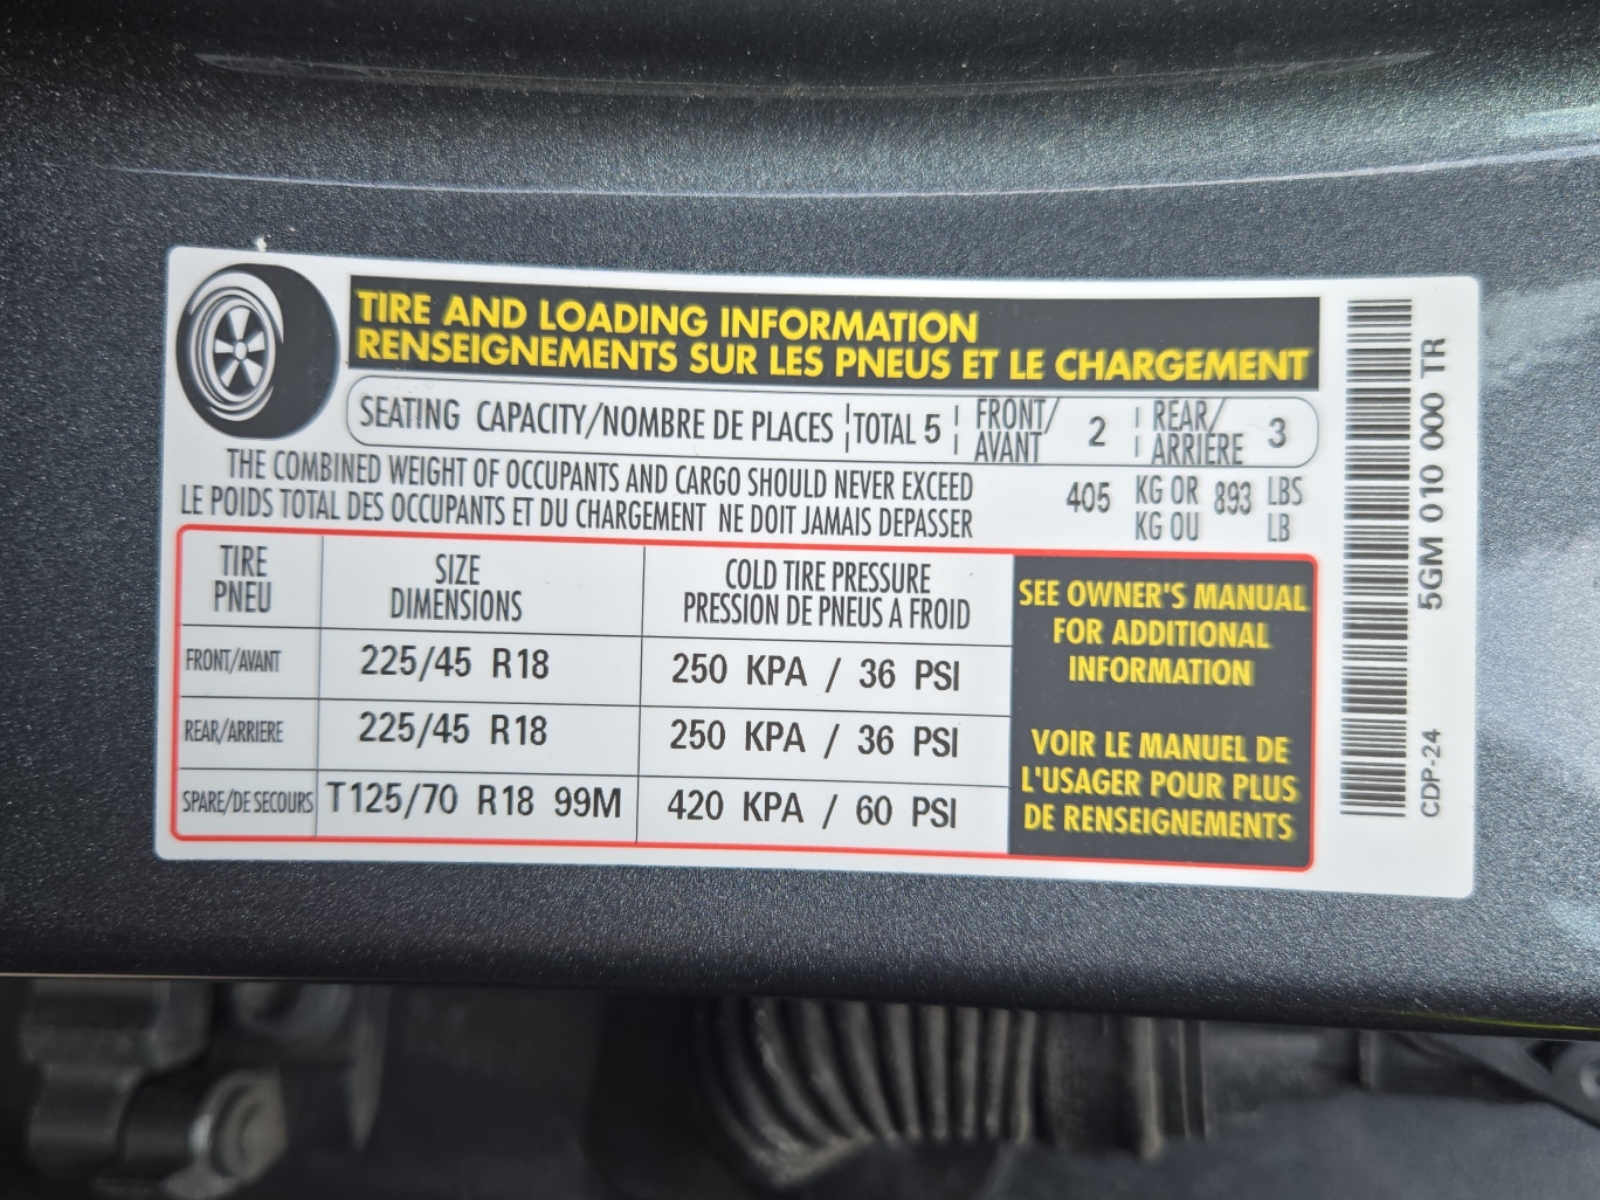 TIRE AND LOADING INFORMATION
RENSEIGNEMENTS SUR LES PNEUS ET LE CHARGEMENT
SEATING CAPACITY/NOMBRE DE PLACES TOTAL 5 FRONT/AVANT 2 REAR/ARRIERE 3
THE COMBINED WEIGHT OF OCCUPANTS AND CARGO SHOULD NEVER EXCEED 405 KG OR 893 LBS
LE POIDS TOTAL DES OCCUPANTS ET DU CHARGEMENT NE DOIT JAMAIS DEPASSER KG OU LB
TIRE SIZE COLD TIRE PRESSURE
PNEU DIMENSIONS PRESSION DE PNEUS A FROID
FRONT/AVANT 225/45 R18 250 KPA / 36 PSI
REAR/ARRIERE 225/45 R18 250 KPA / 36 PSI
SPARE/DE SECOURS T125/70 R18 99M 420 KPA / 60 PSI
SEE OWNER'S MANUAL
FOR ADDITIONAL
INFORMATION
VOIR LE MANUEL DE
L'USAGER POUR PLUS
DE RENSEIGNEMENTS
CDP-24 5GM 010 000 TR